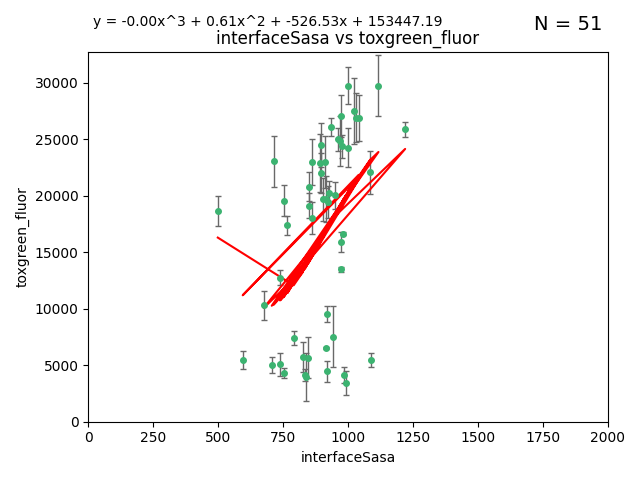 y = -0.00x^3 + 0.61x^2 + -526.53x + 153447.19
N = 51
interfaceSasa vs toxgreen_fluor
30000
25000
20000
15000
10000
5000
0
toxgreen_fluor
0 250 500 750 1000 1250 1500 1750 2000
interfaceSasa